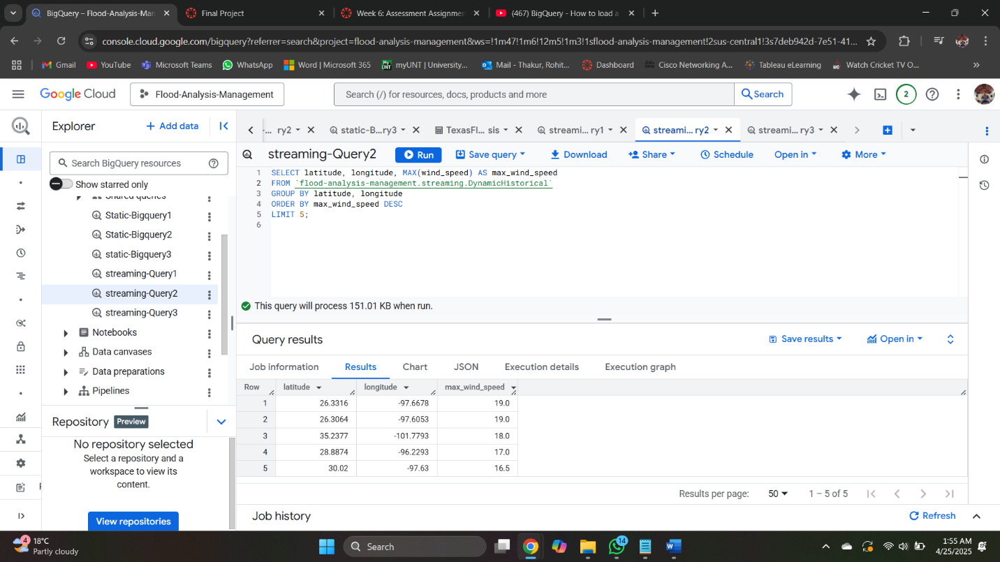 BigQuery – Flood-Analysis-Man
Final Project
Week 6: Assessment Assignmen
(467) BigQuery - How to load a
console.cloud.google.com/bigquery?referrer=search&project=flood-analysis-management&ws=!1m47!1m6!12m5!1m3!1sflood-analysis-management!2sus-central1!3s7deb942d-7e51-41...
Gmail
YouTube
Microsoft Teams
WhatsApp
Word | Microsoft 365
myUNT | University...
Mail - Thakur, Rohit...
Dashboard
Cisco Networking A...
Tableau eLearning
Watch Cricket TV O...
Google Cloud
Flood-Analysis-Management
Search (/) for resources, docs, products and more
Search
2
Explorer
+ Add data
... ry2
static-B...ry3
TexasFl... sis
streami... ry1
streami... ry2
streami... ry3
streaming-Query2
Run
Save query
Download
Share
Schedule
Open in
More
Search BigQuery resources
Show starred only
Shared queries
Static-Bigquery1
Static-Bigquery2
static-Bigquery3
streaming-Query1
streaming-Query2
streaming-Query3
Notebooks
Data canvases
Data preparations
Pipelines
1 SELECT latitude, longitude, MAX(wind_speed) AS max_wind_speed
2 FROM `flood-analysis-management.streaming.DynamicHistorical`
3 GROUP BY latitude, longitude
4 ORDER BY max_wind_speed DESC
5 LIMIT 5;
6
This query will process 151.01 KB when run.
Query results
Save results
Open in
Job information
Results
Chart
JSON
Execution details
Execution graph
Row latitude longitude max_wind_speed
1 26.3316 -97.6678 19.0
2 26.3064 -97.6053 19.0
3 35.2377 -101.7793 18.0
4 28.8874 -96.2293 17.0
5 30.02 -97.63 16.5
Results per page: 50 1 – 5 of 5
Job history
Refresh
Repository Preview
No repository selected
Select a repository and a
workspace to view its
content.
View repositories
4
18°C
Partly cloudy
Search
14
1:55 AM
4/25/2025